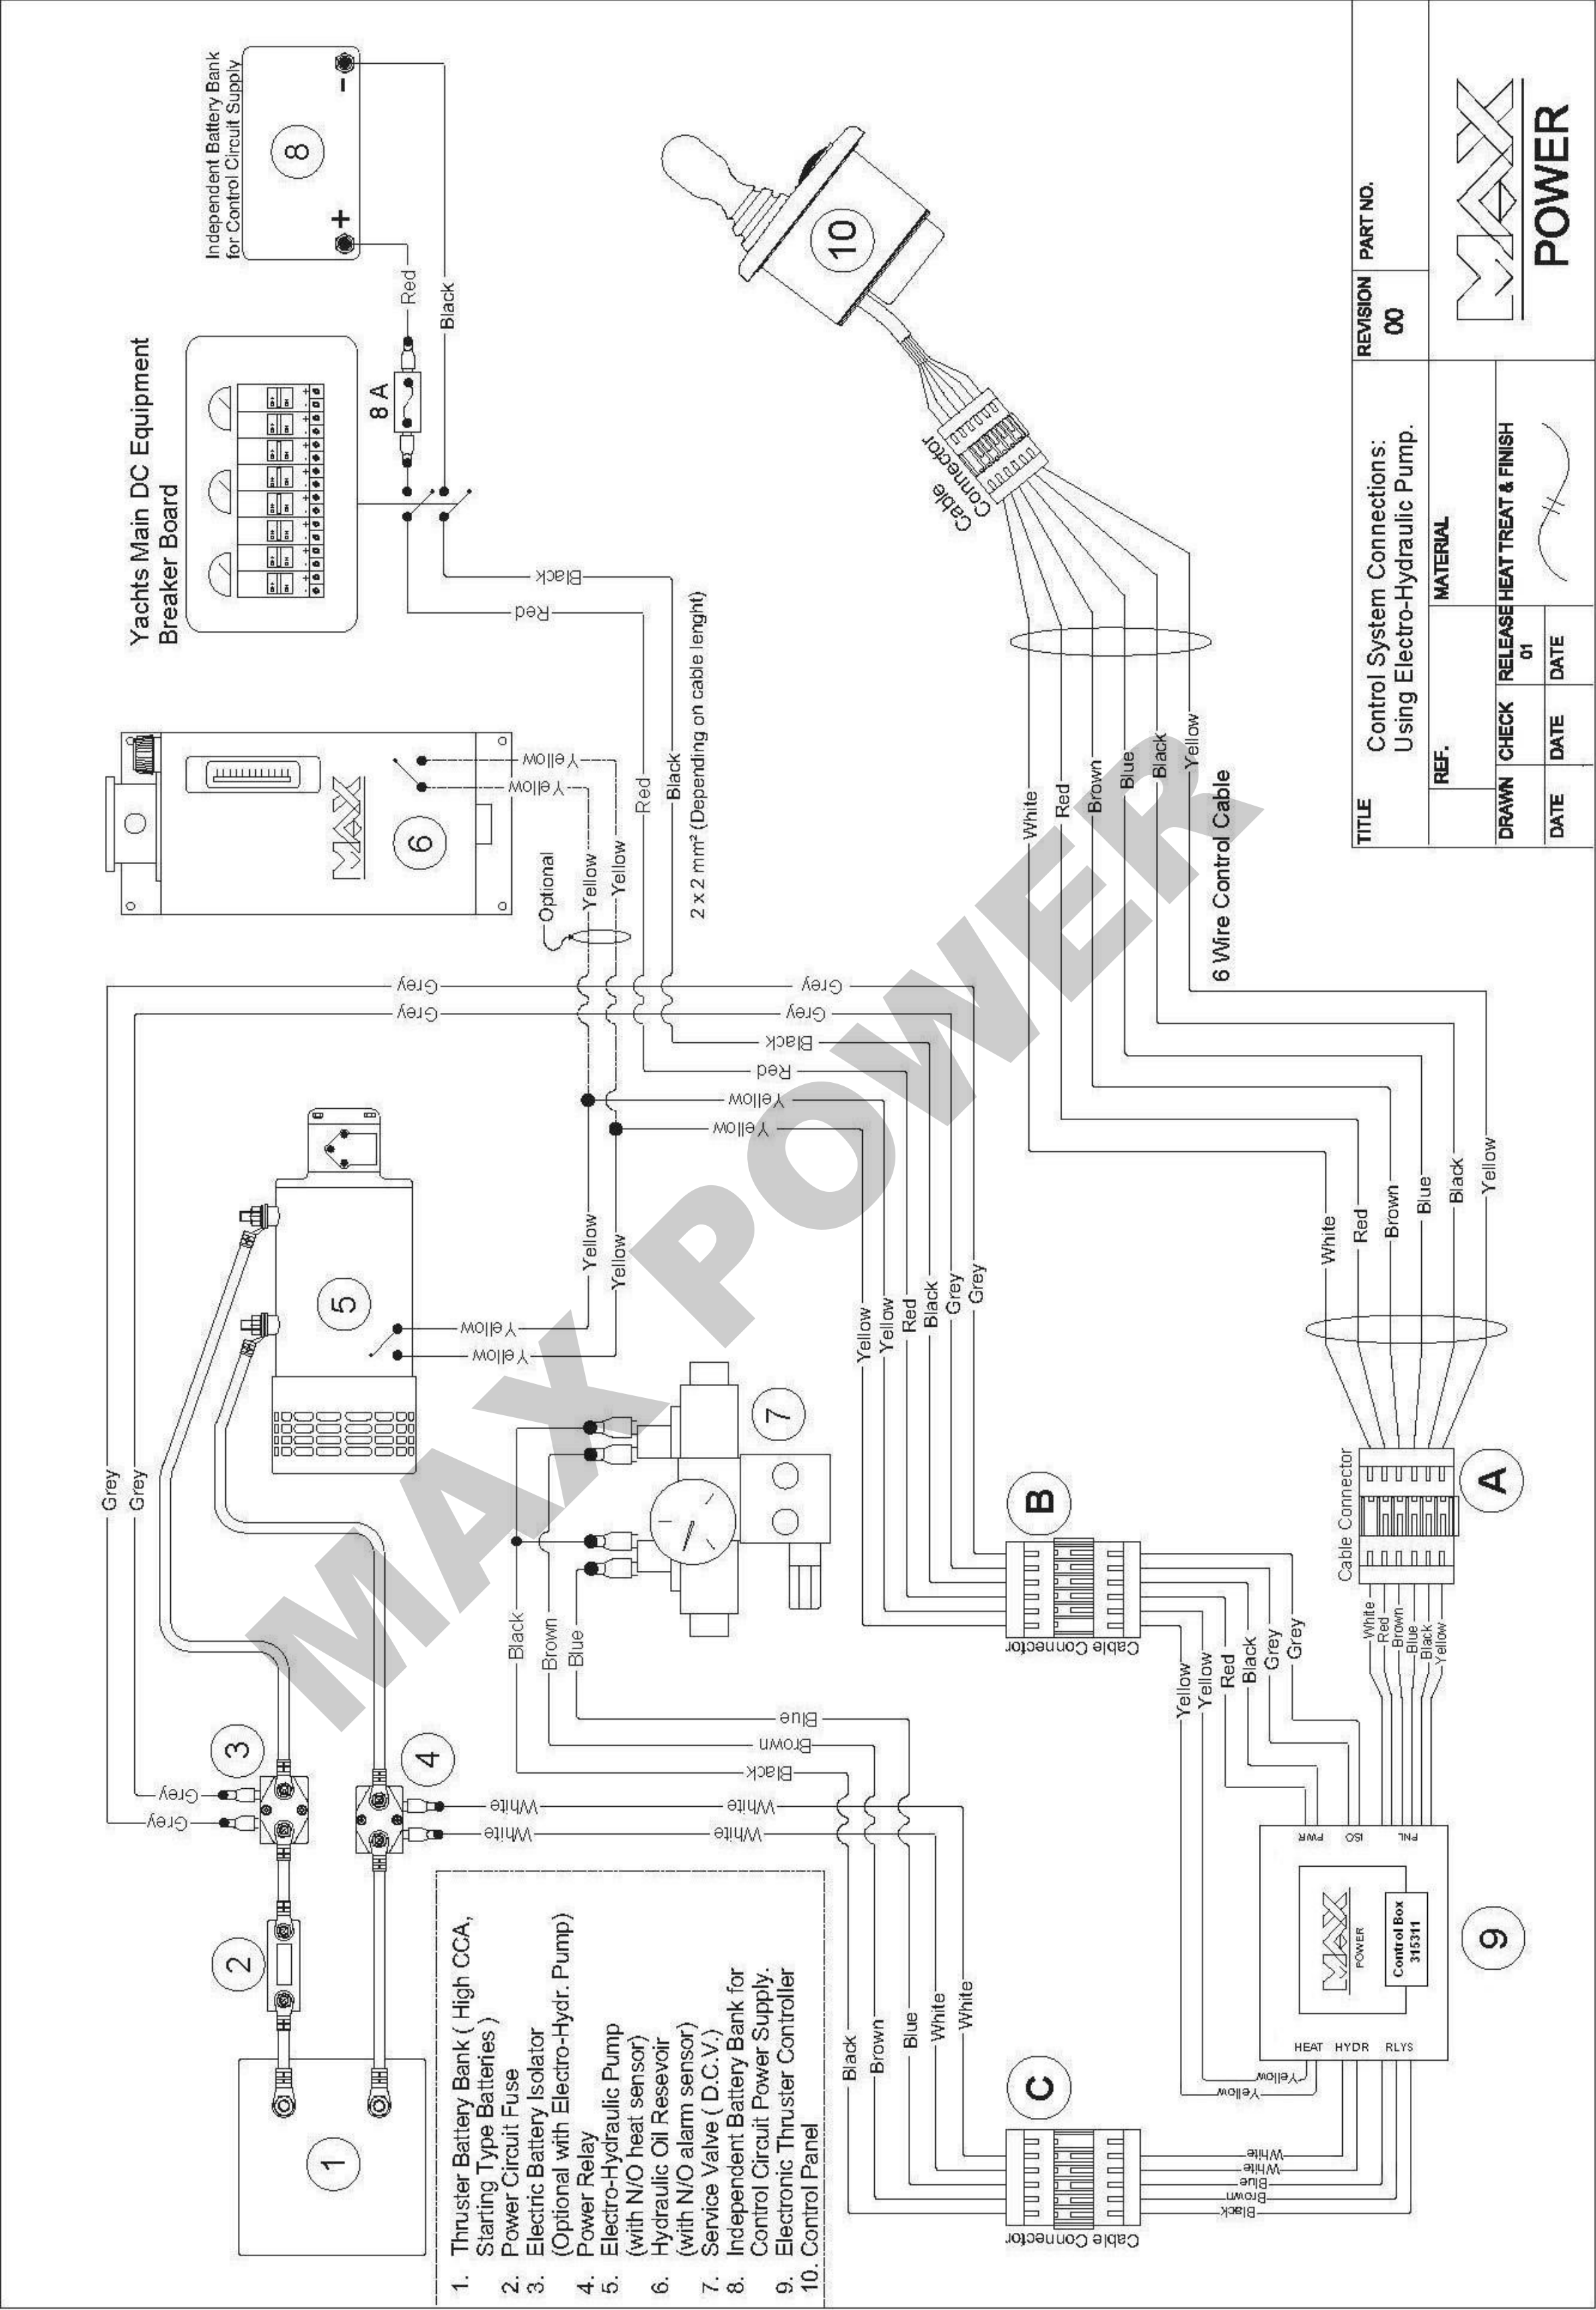 Independent Battery Bank
for Control Circuit Supply
8
+
-
Red
Black
8 A
Yachts Main DC Equipment
Breaker Board
Black
Red
MAX
6
Yellow
Yellow
Optional
Yellow
Yellow
Red
Black
2 x 2 mm² (Depending on cable lenght)
Grey
Grey
Grey
Grey
Black
Red
Yellow
Yellow
5
Yellow
Yellow
Yellow
Yellow
Grey
Grey
7
Yellow
Yellow
Red
Black
Grey
Grey
3
4
2
1
Grey
Grey
White
White
White
White
Black
Brown
Blue
Blue
Brown
Black
10
Cable
Connector
White
Red
Brown
Blue
Black
Yellow
6 Wire Control Cable
White
Red
Brown
Blue
Black
Yellow
Cable Connector
A
White
Red
Brown
Blue
Black
Yellow
B
Cable Connector
Yellow
Yellow
Red
Black
Grey
Grey
PWR
ISO
PNL
MAX
POWER
Control Box
315311
HEAT
HYDR
RLYS
9
Yellow
Yellow
Black
Brown
Blue
White
White
C
Cable Connector
White
White
Blue
Brown
Black
1. Thruster Battery Bank ( High CCA,
Starting Type Batteries )
2. Power Circuit Fuse
3. Electric Battery Isolator
(Optional with Electro-Hydr. Pump)
4. Power Relay
5. Electro-Hydraulic Pump
(with N/O heat sensor)
6. Hydraulic Oil Resevoir
(with N/O alarm sensor)
7. Service Valve ( D.C.V.)
8. Independent Battery Bank for
Control Circuit Power Supply.
9. Electronic Thruster Controller
10. Control Panel
TITLE
Control System Connections:
Using Electro-Hydraulic Pump.
REVISION
00
PART NO.
REF.
MATERIAL
DRAWN
CHECK
RELEASE
01
HEAT TREAT & FINISH
DATE
DATE
DATE
MAX
POWER
MAX POWER